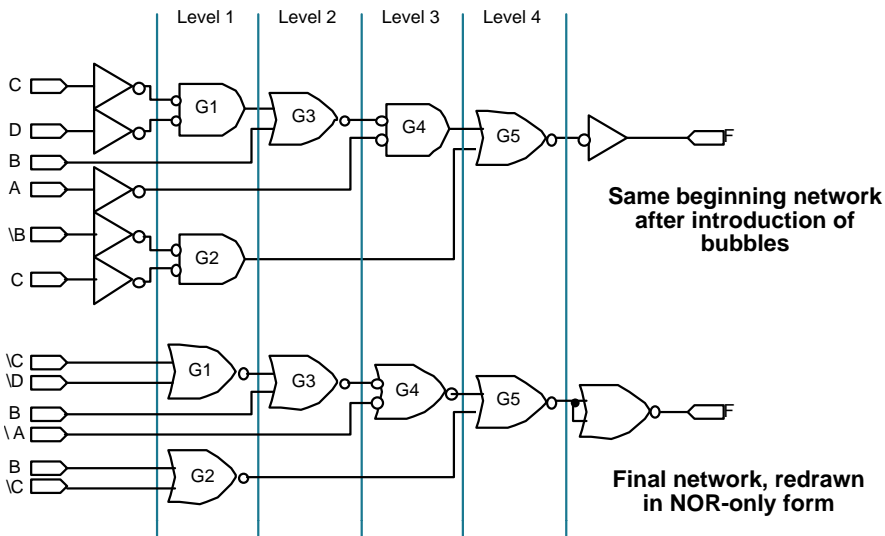 Level 1 Level 2 Level 3 Level 4
C
G1
G3
G4
D
G5
F
B
A
Same beginning network
after introduction of
bubbles
\B
G2
C
\C
G1
\D
G3
G4
G5
B
F
\ A
B
G2
\C
Final network, redrawn
in NOR-only form